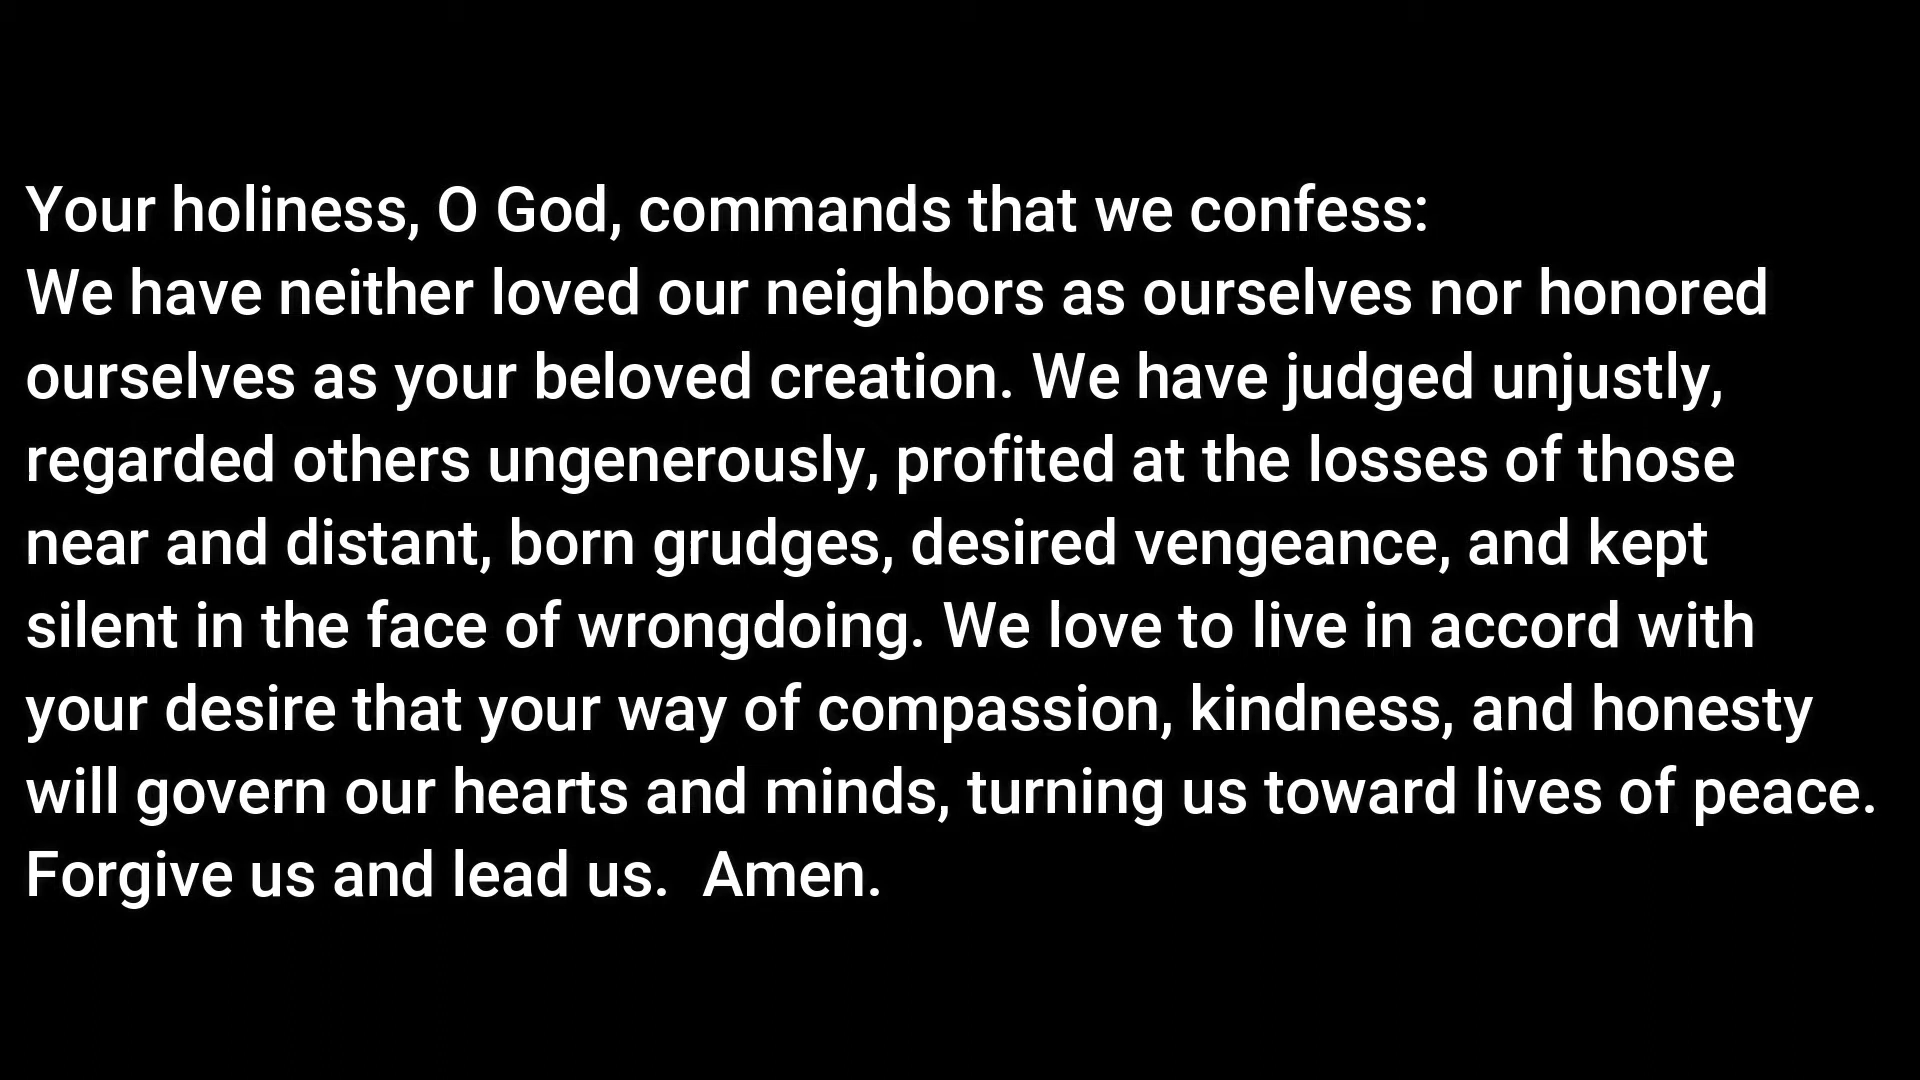 Your holiness, O God, commands that we confess:
We have neither loved our neighbors as ourselves nor honored
ourselves as your beloved creation. We have judged unjustly,
regarded others ungenerously, profited at the losses of those
near and distant, born grudges, desired vengeance, and kept
silent in the face of wrongdoing. We love to live in accord with
your desire that your way of compassion, kindness, and honesty
will govern our hearts and minds, turning us toward lives of peace.
Forgive us and lead us.  Amen.